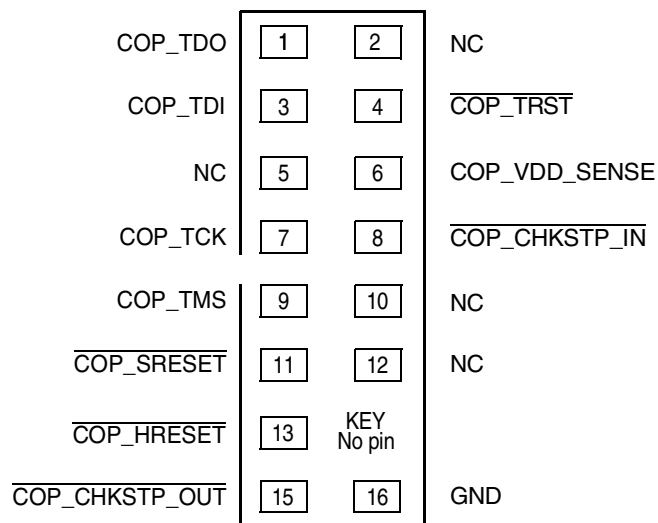 COP_TDO 1 2 NC
COP_TDI 3 4 COP_TRST
NC 5 6 COP_VDD_SENSE
COP_TCK 7 8 COP_CHKSTP_IN
COP_TMS 9 10 NC
COP_SRESET 11 12 NC
COP_HRESET 13 KEY
No pin
COP_CHKSTP_OUT 15 16 GND